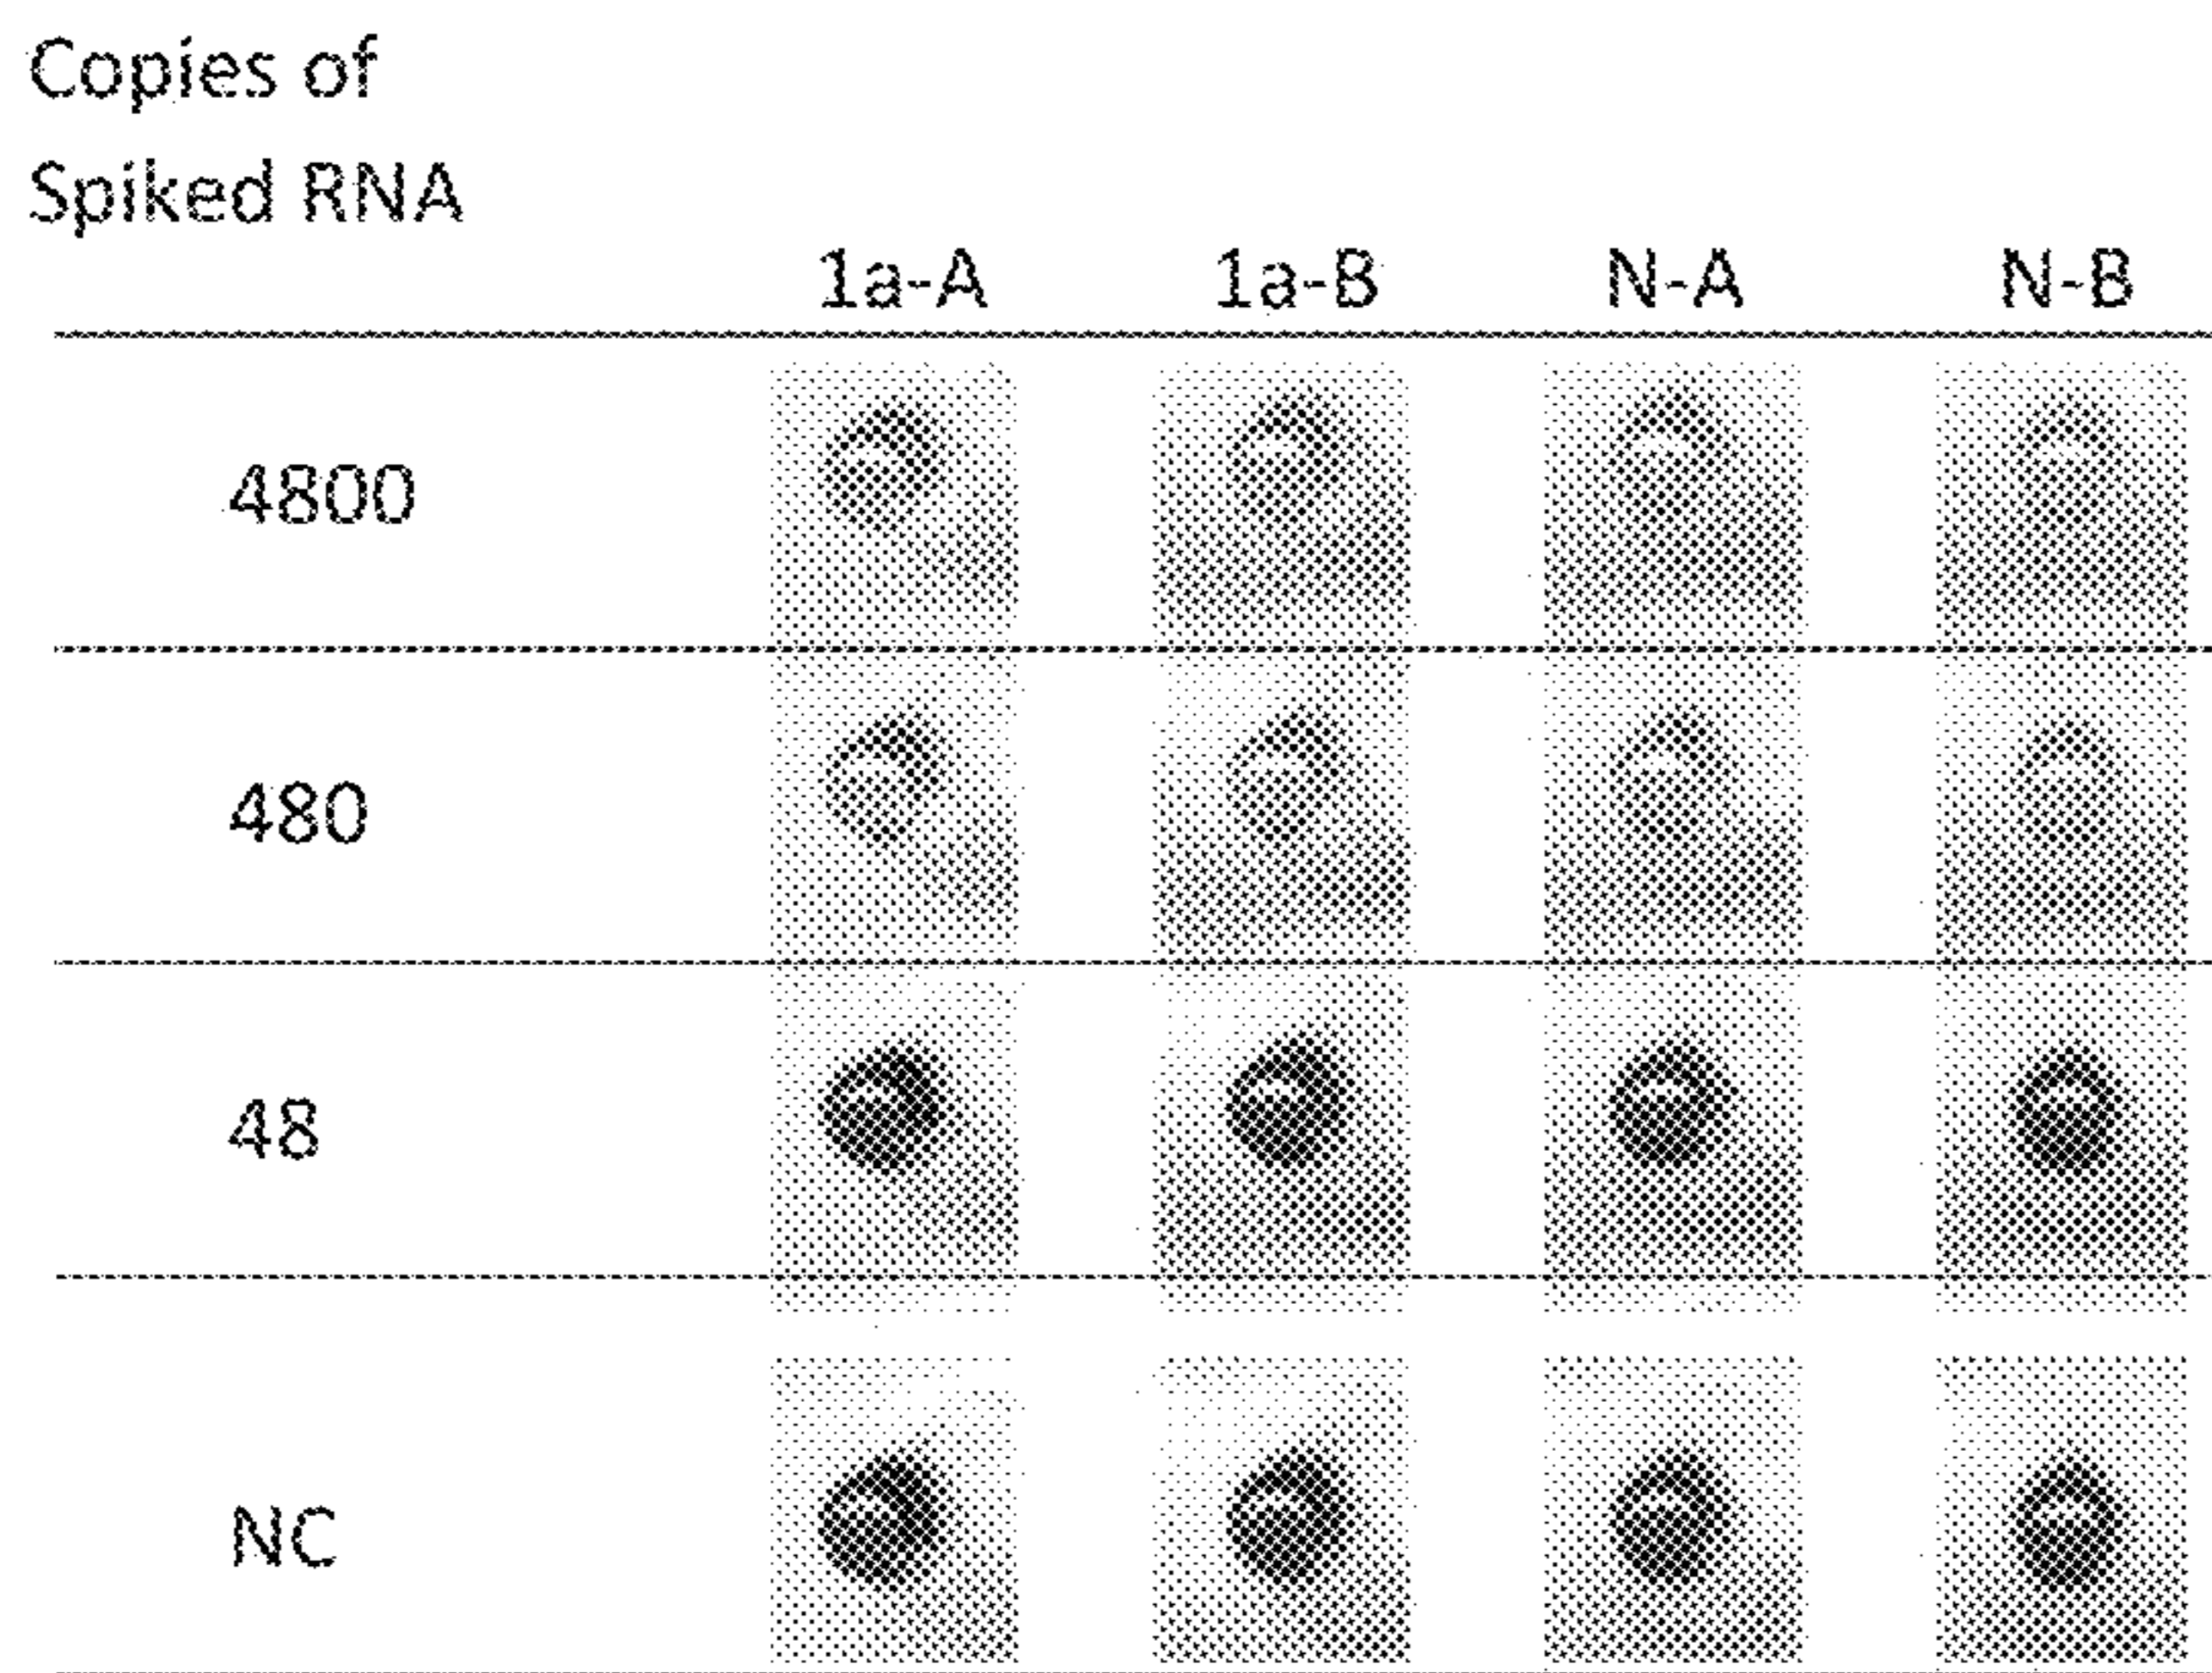 Copies of
Spiked RNA
1a-A 1a-B N-A N-B
4800
480
48
NC